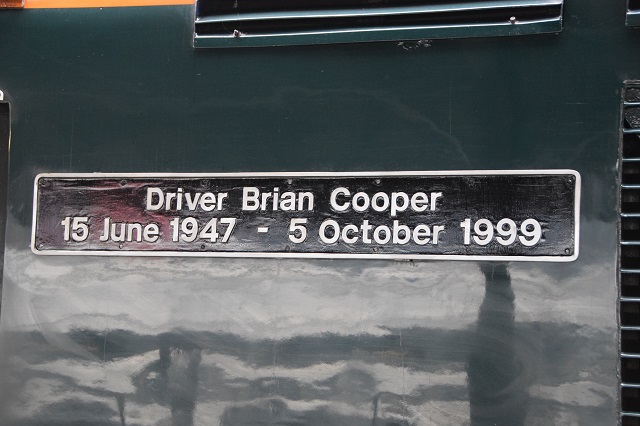 Driver Brian Cooper
15 June 1947 - 5 October 1999